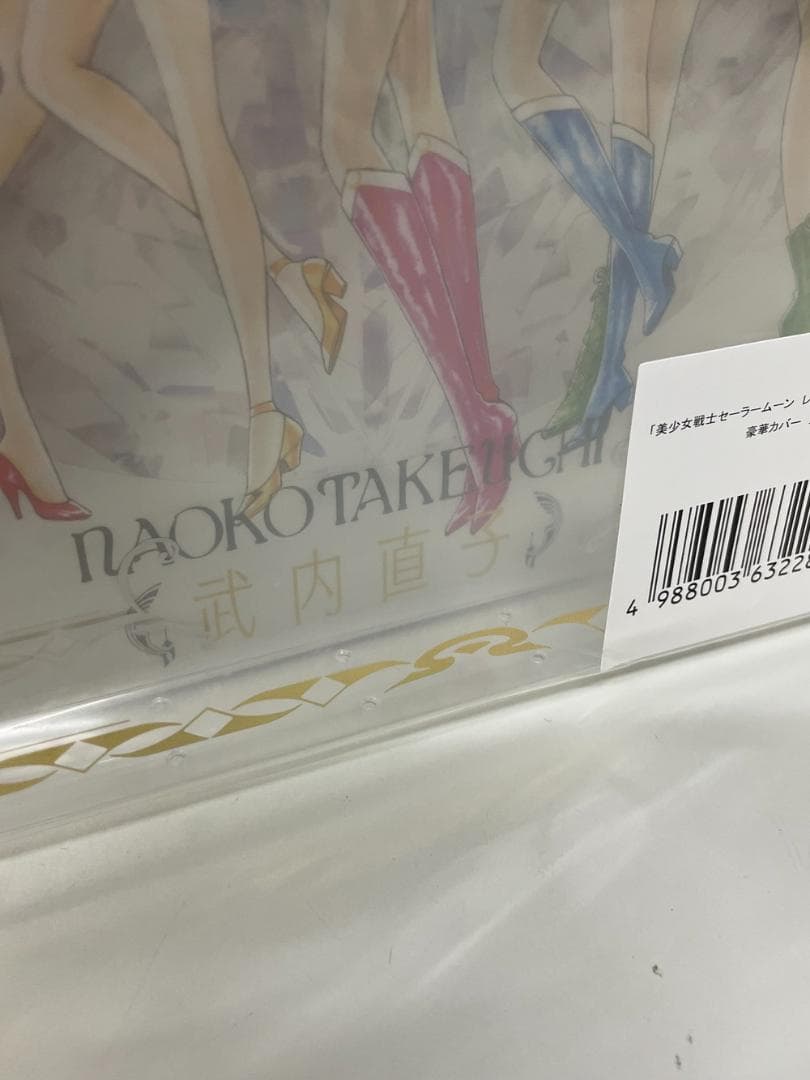 「美少女戦士セーラームーン レ
豪華カバー
NAOKO TAKEUCHI
武内直子
4 988003 63228